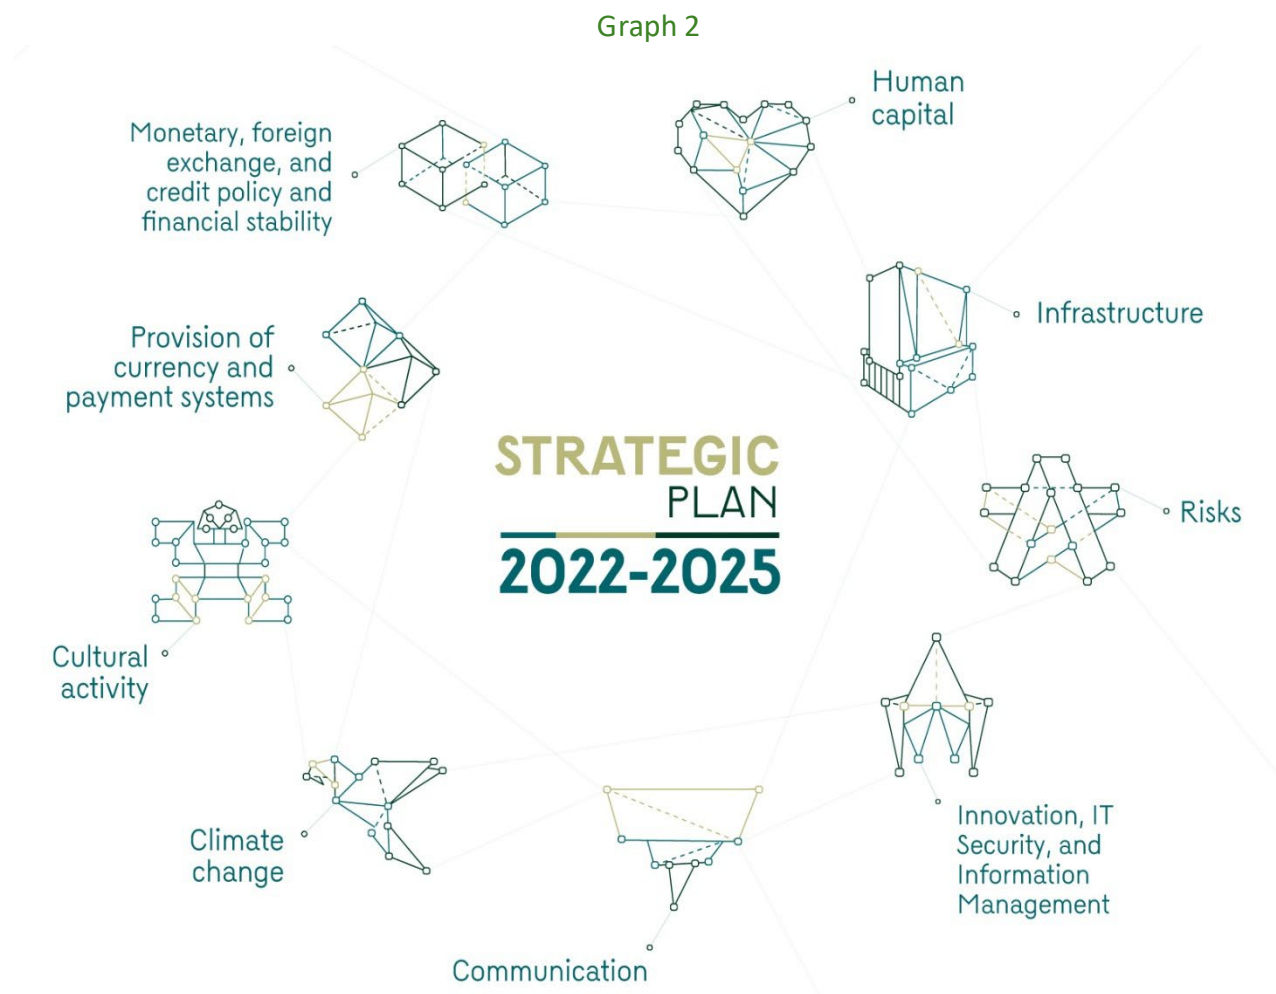 Graph 2
Human
capital
Monetary, foreign
exchange, and
credit policy and
financial stability
Infrastructure
Provision of
currency and
payment systems
STRATEGIC
PLAN
2022-2025
Risks
Cultural
activity
Climate
change
Innovation, IT
Security, and
Information
Management
Communication